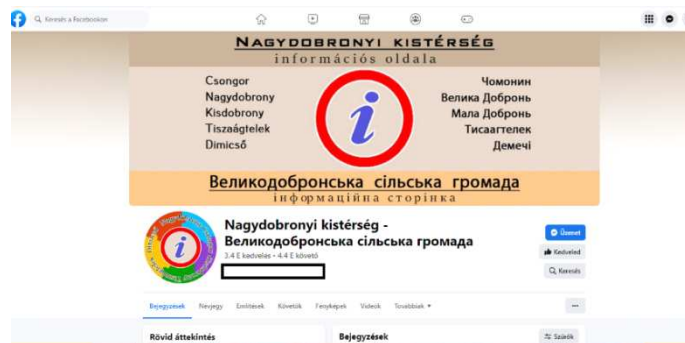 Keresés a Facebookon
NAGYDOBRONYI KISTÉRSÉG
információs oldala
Csongor
Nagydobrony
Kisdobrony
Tiszaágtelek
Dimicső
i
Чомонин
Велика Добронь
Мала Добронь
Тисаагтелек
Демечі
Великодобронська сільська громада
інформаційна сторінка
Nagydobronyi kistérség -
Великодобронська сільська громада
3.4 E kedvelés • 4.4 E követő
i
Üzenet
Kedveled
Keresés
Bejegyzések Névjegy Említések Követők Fényképek Videók Továbbiak
Rövid áttekintés
Bejegyzések
Szűrők